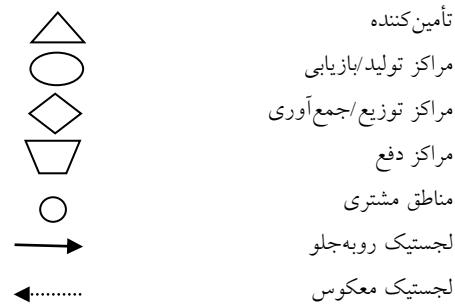 تأمین‌کننده
مراکز تولید/بازیابی
مراکز توزیع/جمع‌آوری
مراکز دفع
مناطق مشتری
لجستیک روبه‌جلو
لجستیک معکوس